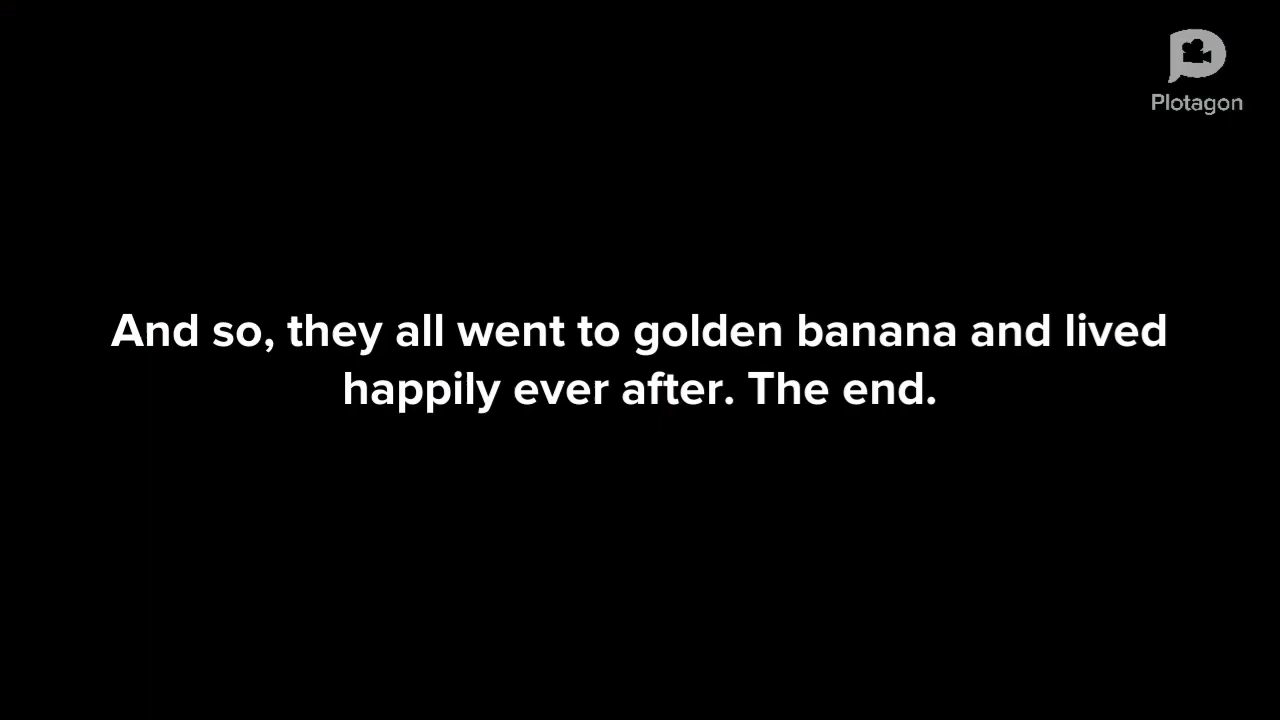 Plotagon
And so, they all went to golden banana and lived
happily ever after. The end.